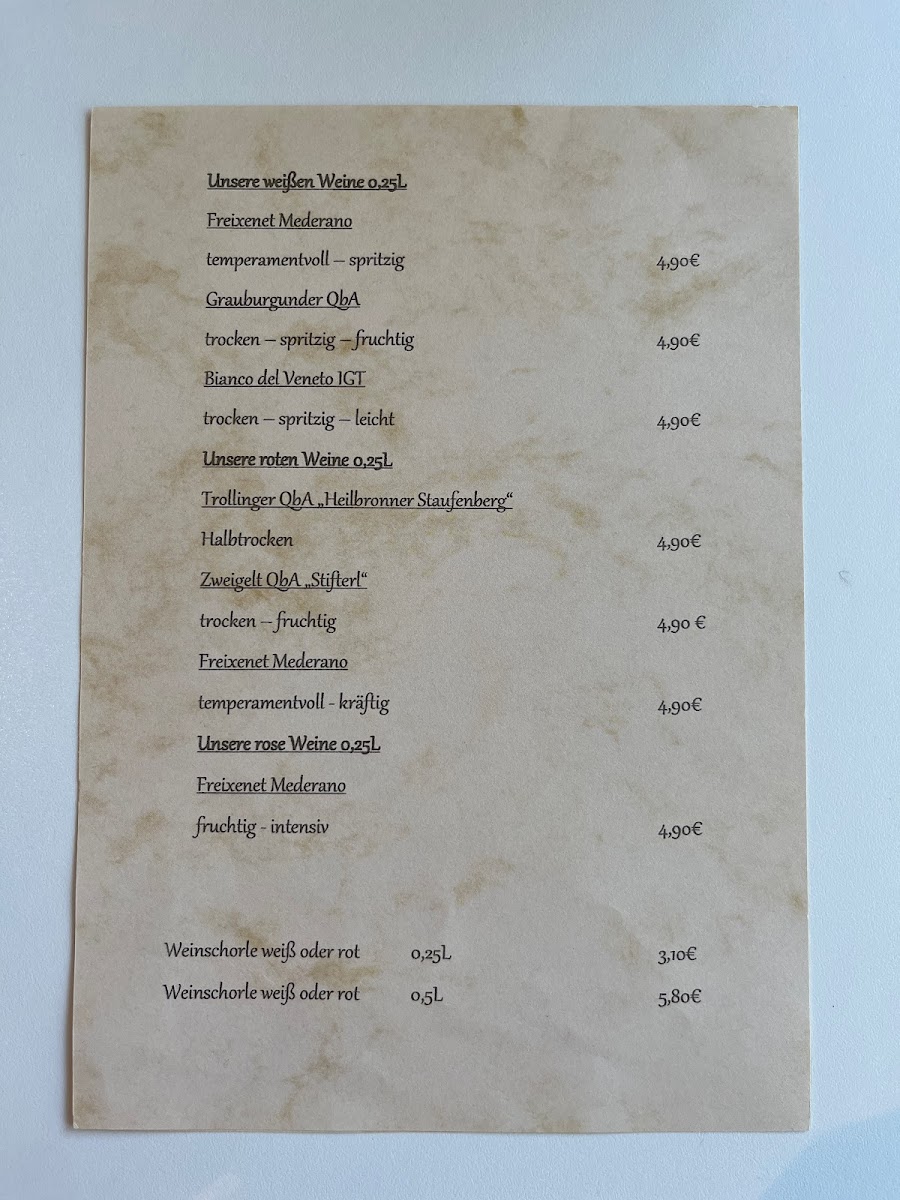 Unsere weißen Weine 0,25L
Freixenet Mederano
temperamentvoll – spritzig 4,90€
Grauburgunder QbA
trocken – spritzig – fruchtig 4,90€
Bianco del Veneto IGT
trocken – spritzig – leicht 4,90€
Unsere roten Weine 0,25L
Trollinger QbA „Heilbronner Staufenberg“
Halbtrocken 4,90€
Zweigelt QbA „Stifterl“
trocken – fruchtig 4,90 €
Freixenet Mederano
temperamentvoll - kräftig 4,90€
Unsere rose Weine 0,25L
Freixenet Mederano
fruchtig - intensiv 4,90€
Weinschorle weiß oder rot 0,25L 3,10€
Weinschorle weiß oder rot 0,5L 5,80€